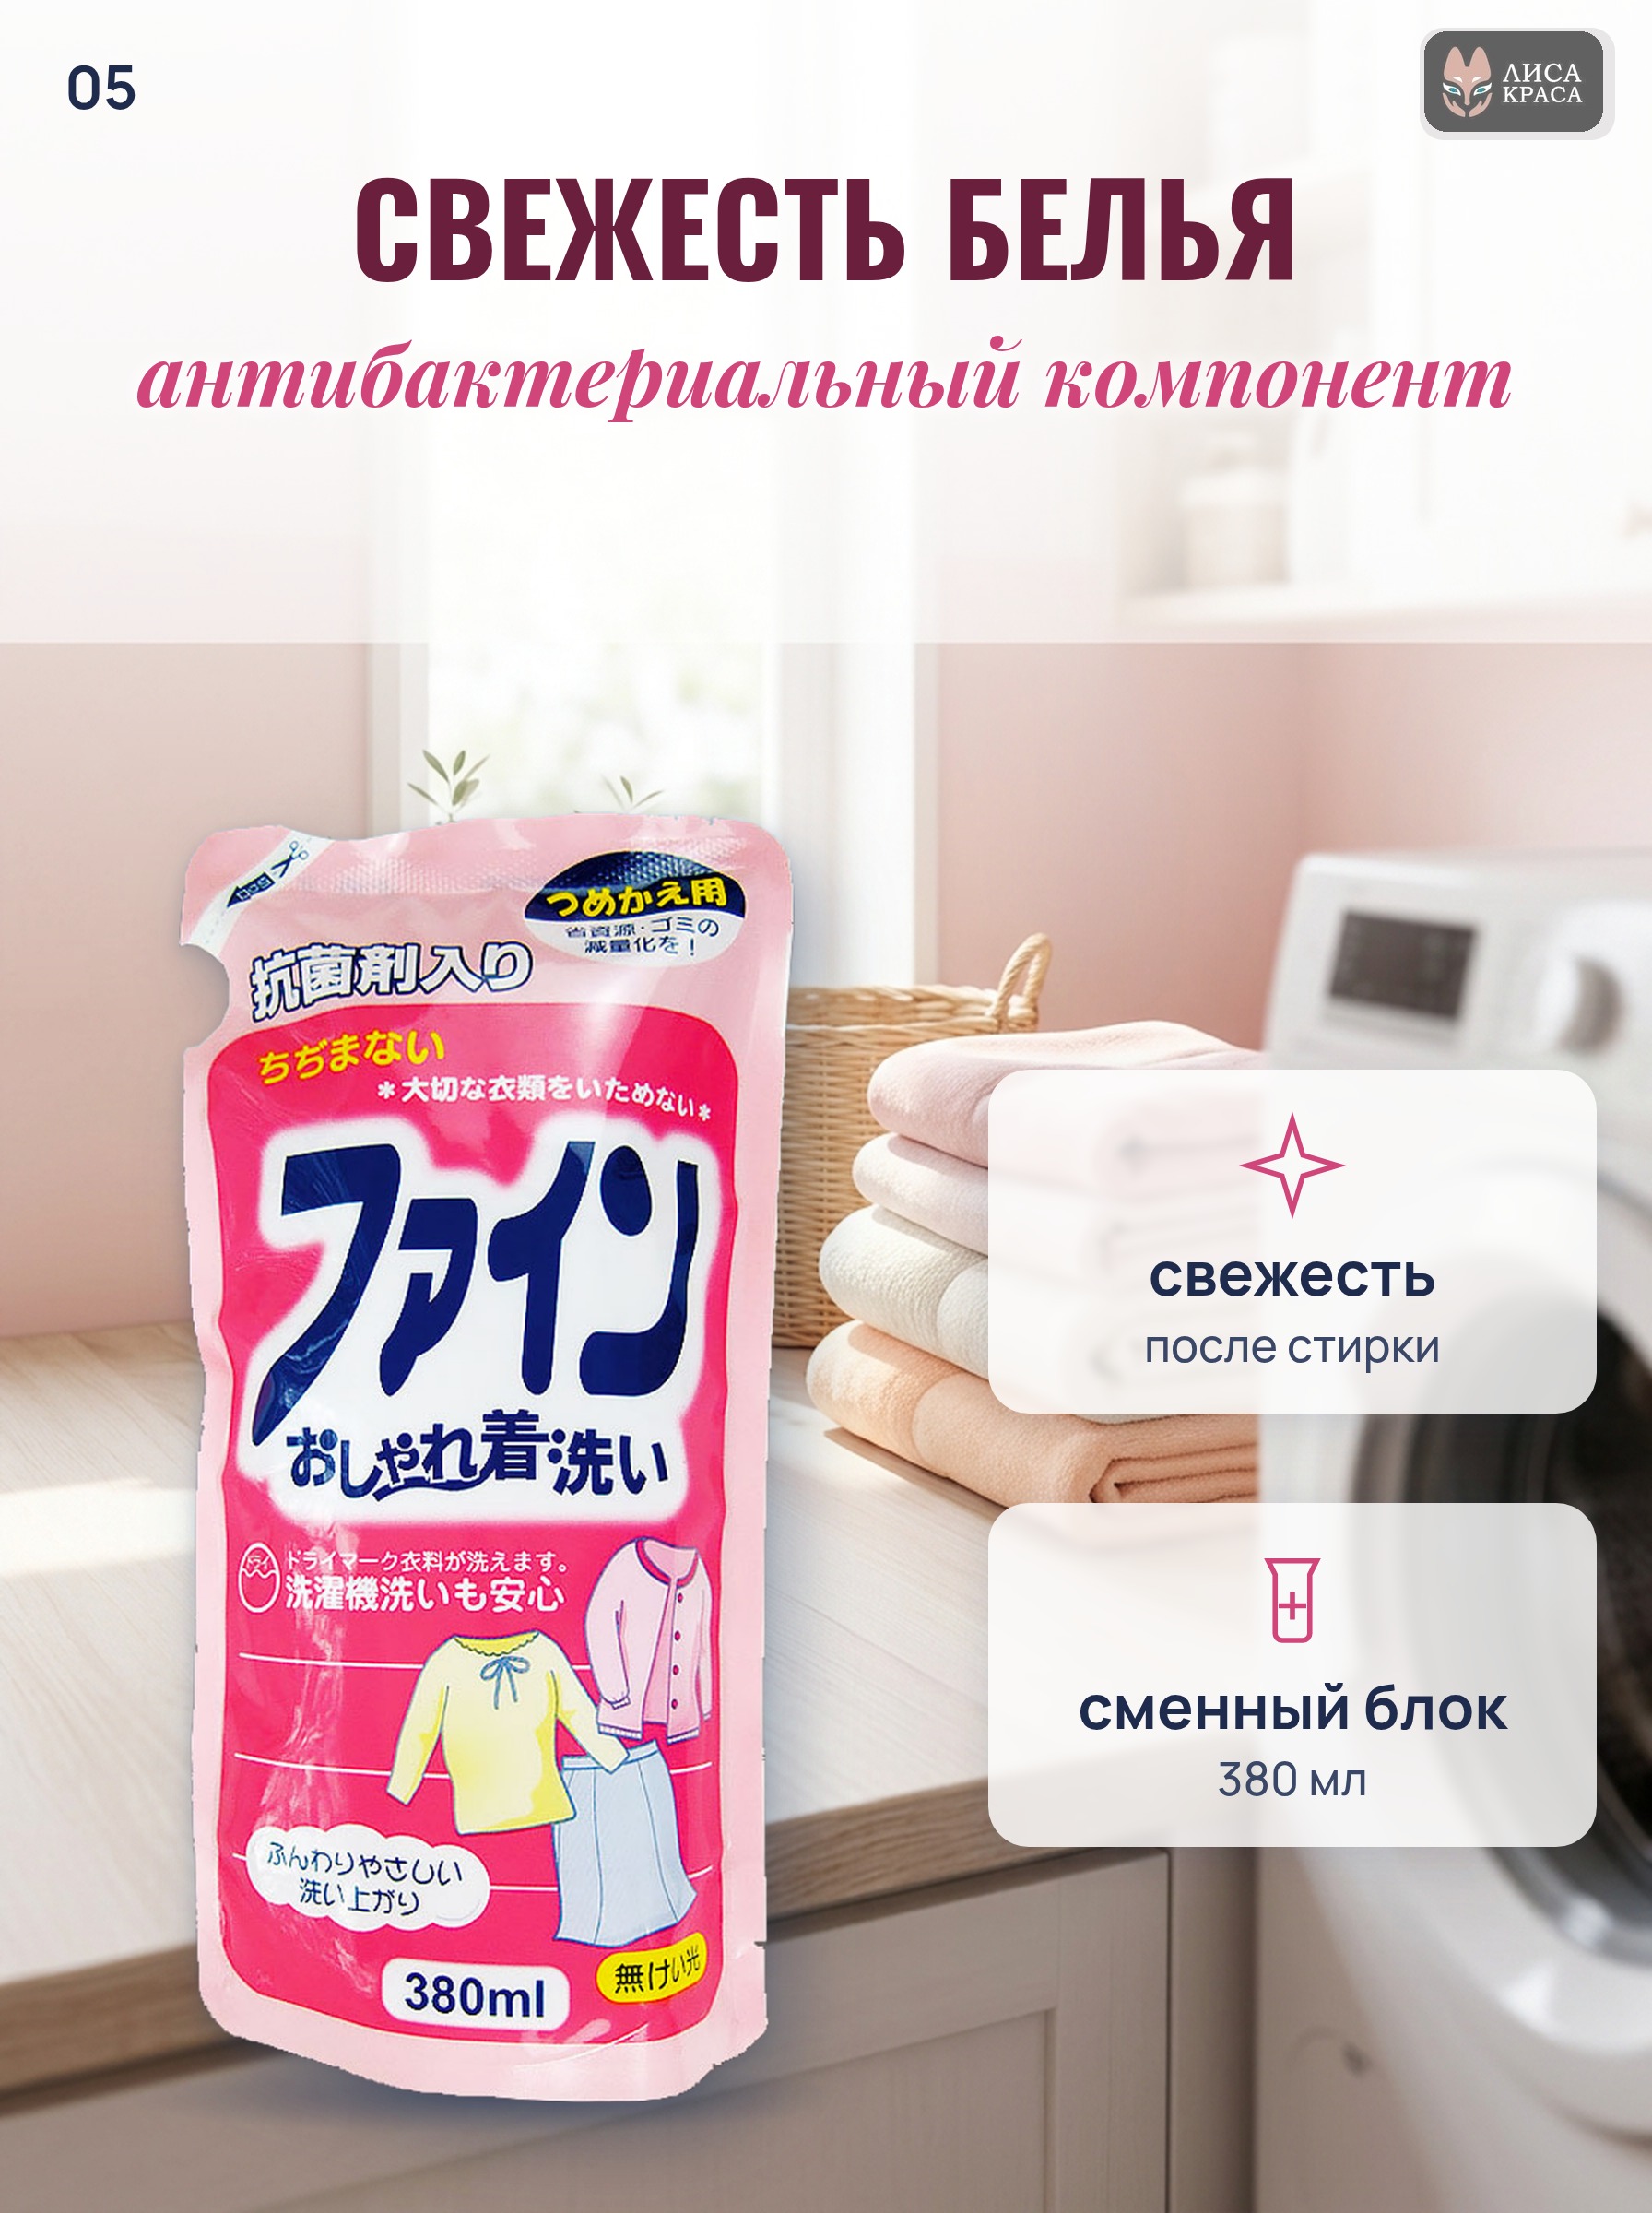 05
ЛИСА
КРАСА
СВЕЖЕСТЬ БЕЛЬЯ
антибактериальный компонент
つめかえ用
省資源・ゴミの
減量化を!
抗菌剤入り
ちぢまない
*大切な衣類をいためない*
ファイン
おしゃれ着洗い
ドライ
ドライマーク衣料が洗えます。
洗濯機洗いも安心
ふんわりやさしい
洗い上がり
380ml
無けい光
свежесть
после стирки
сменный блок
380 мл